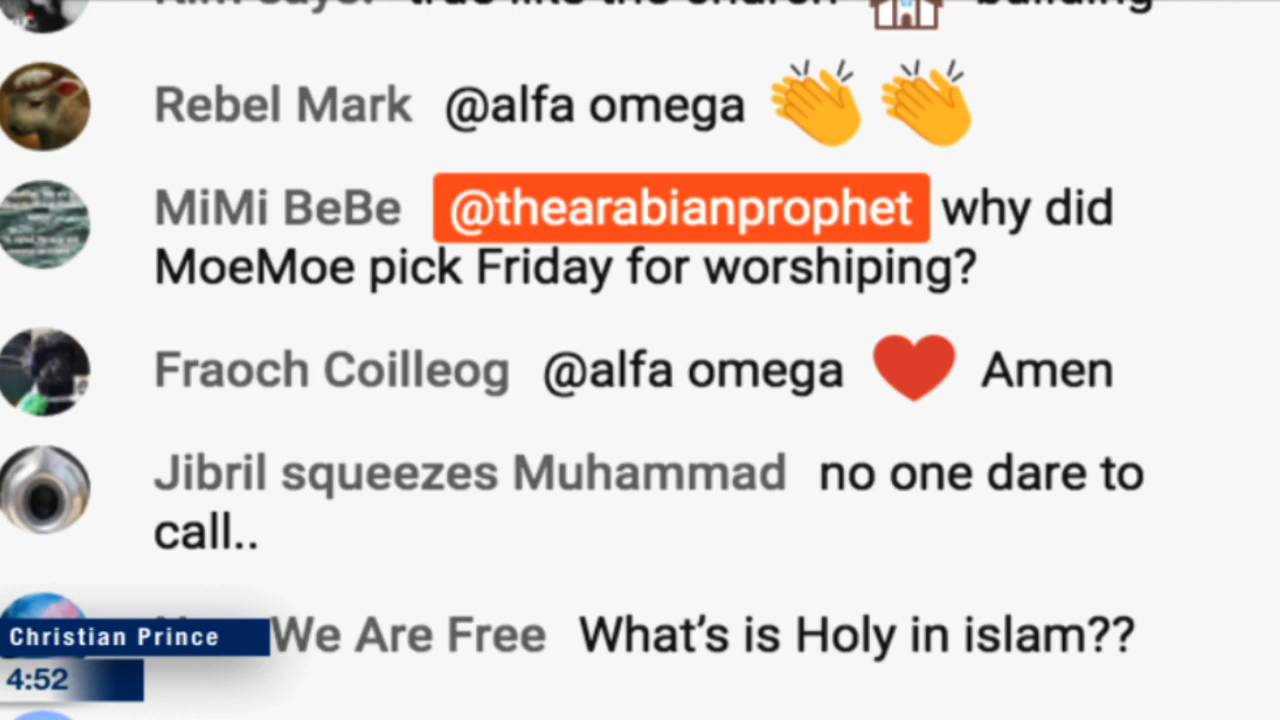 Rebel Mark @alfa omega 👏 👏
MiMi BeBe @thearabianprophet why did
MoeMoe pick Friday for worshiping?
Fraoch Coilleog @alfa omega ❤️ Amen
Jibril squeezes Muhammad no one dare to
call..
We Are Free What's is Holy in islam??
Christian Prince
4:52